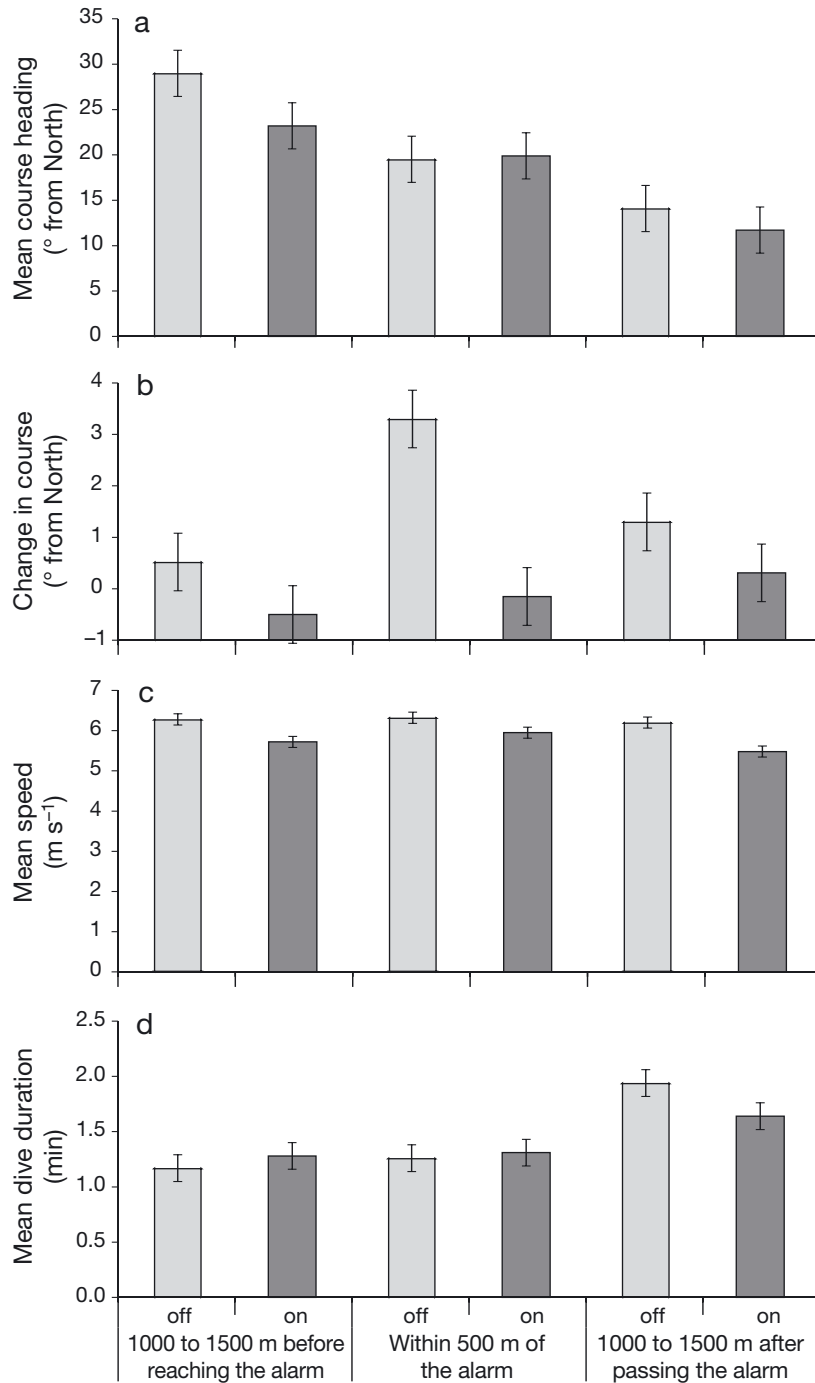 a
Mean course heading
(° from North)
35
30
25
20
15
10
5
0
b
Change in course
(° from North)
4
3
2
1
0
−1
c
Mean speed
(m s⁻¹)
7
6
5
4
3
2
1
0
d
Mean dive duration
(min)
2.5
2.0
1.5
1.0
0.5
0.0
off on off on off on
1000 to 1500 m before
reaching the alarm
Within 500 m of
the alarm
1000 to 1500 m after
passing the alarm